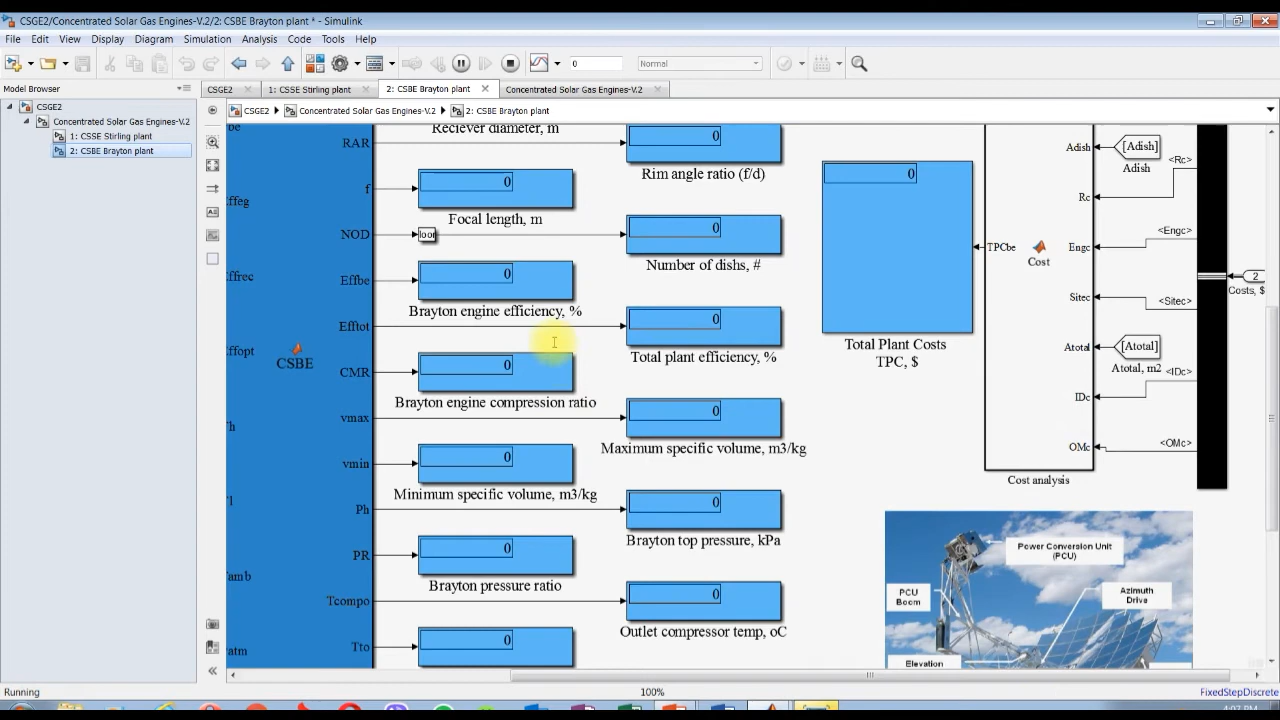 CSGE2/Concentrated Solar Gas Engines-V.2/2: CSBE Brayton plant * - Simulink
File Edit View Display Diagram Simulation Analysis Code Tools Help
0
Normal
Model Browser
CSGE2
1: CSSE Stirling plant
2: CSBE Brayton plant
Concentrated Solar Gas Engines-V.2
CSGE2
Concentrated Solar Gas Engines-V.2
1: CSSE Stirling plant
2: CSBE Brayton plant
CSGE2 Concentrated Solar Gas Engines-V.2 2: CSBE Brayton plant
Effeg
Effrec
Effopt
CSBE
Reciever diameter, m
RAR
0
Rim angle ratio (f/d)
f
0
Focal length, m
NOD
0
Number of dishs, #
Effbe
0
Brayton engine efficiency, %
Efftot
0
Total plant efficiency, %
CMR
0
Brayton engine compression ratio
vmax
0
Maximum specific volume, m3/kg
vmin
0
Minimum specific volume, m3/kg
Ph
0
Brayton top pressure, kPa
PR
0
Brayton pressure ratio
Tcompo
0
Outlet compressor temp, oC
Tto
0
0
Total Plant Costs
TPC, $
TPCbe
Cost
Adish
Rc
Engc
Sitec
Atotal
IDc
OMc
Cost analysis
[Adish]
Adish
<Rc>
<Engc>
2
Costs, $
<Sitec>
[Atotal]
Atotal, m2
<IDc>
<OMc>
Power Conversion Unit
(PCU)
PCU
Boom
Azimuth
Drive
Elevation
Running
100%
FixedStepDiscrete
4:07 PM